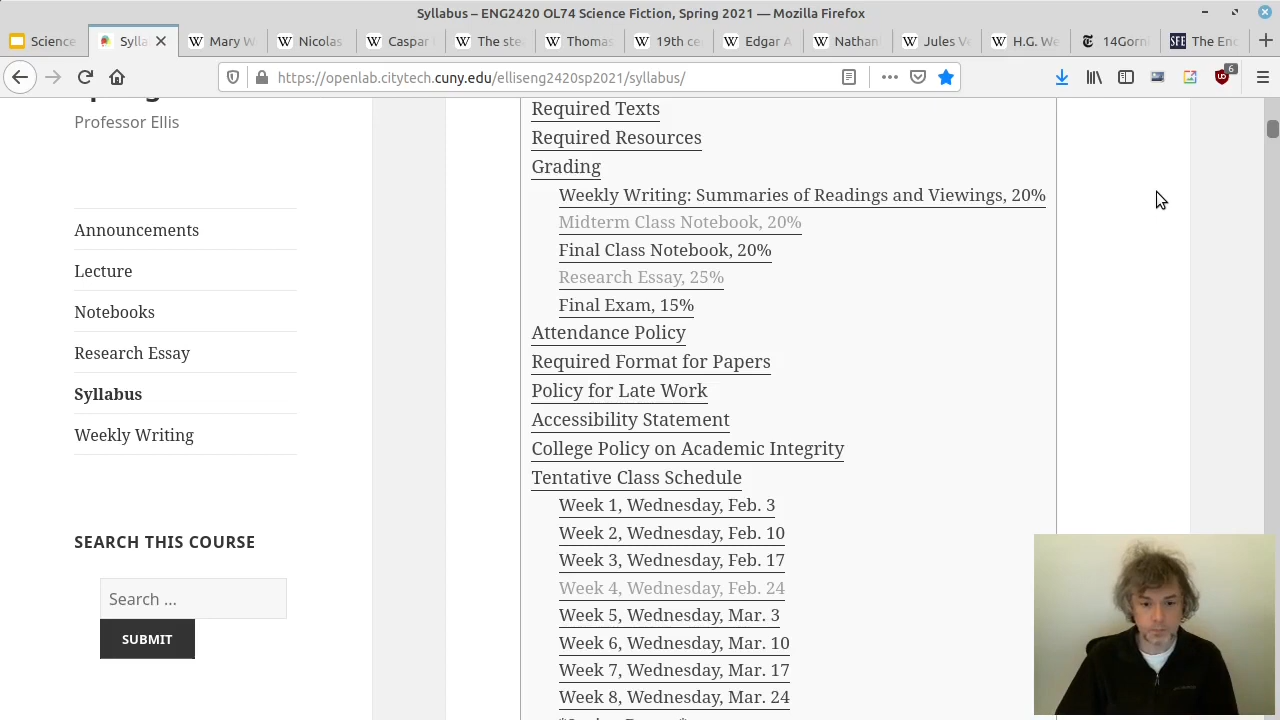 Syllabus – ENG2420 OL74 Science Fiction, Spring 2021 — Mozilla Firefox
Science
Sylla
Mary W
Nicolas
Caspar
The ste
Thomas
19th ce
Edgar A
Nathan
Jules Ve
H.G. We
14Gorni
The Enc
https://openlab.citytech.cuny.edu/elliseng2420sp2021/syllabus/
6
Professor Ellis
Announcements
Lecture
Notebooks
Research Essay
Syllabus
Weekly Writing
SEARCH THIS COURSE
Search ...
SUBMIT
Required Texts
Required Resources
Grading
Weekly Writing: Summaries of Readings and Viewings, 20%
Midterm Class Notebook, 20%
Final Class Notebook, 20%
Research Essay, 25%
Final Exam, 15%
Attendance Policy
Required Format for Papers
Policy for Late Work
Accessibility Statement
College Policy on Academic Integrity
Tentative Class Schedule
Week 1, Wednesday, Feb. 3
Week 2, Wednesday, Feb. 10
Week 3, Wednesday, Feb. 17
Week 4, Wednesday, Feb. 24
Week 5, Wednesday, Mar. 3
Week 6, Wednesday, Mar. 10
Week 7, Wednesday, Mar. 17
Week 8, Wednesday, Mar. 24